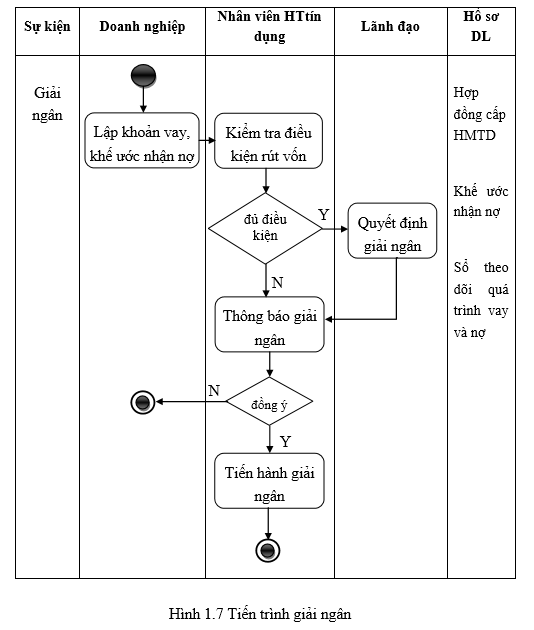 Sự kiện
Doanh nghiệp
Nhân viên HTtín
dụng
Lãnh đạo
Hồ sơ
DL
Giải
ngân
Lập khoản vay,
khế ước nhận nợ
Kiểm tra điều
kiện rút vốn
đủ điều
kiện
Y
Quyết định
giải ngân
N
Thông báo giải
ngân
đồng ý
N
Y
Tiến hành giải
ngân
Hợp
đồng cấp
HMTD
Khế ước
nhận nợ
Sổ theo
dõi quá
trình vay
và nợ
Hình 1.7 Tiến trình giải ngân